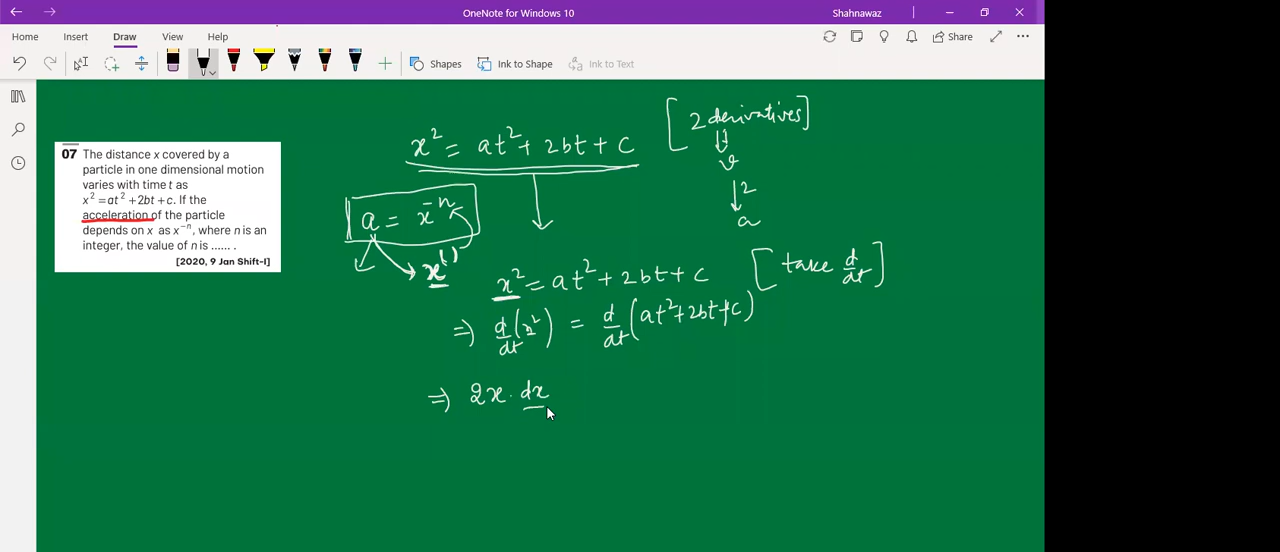 OneNote for Windows 10
Shahnawaz
Home Insert Draw View Help
Share
Shapes Ink to Shape Ink to Text
07 The distance x covered by a
particle in one dimensional motion
varies with time t as
x² = at² + 2bt + c. If the
acceleration of the particle
depends on x as x⁻ⁿ, where n is an
integer, the value of n is ...... .
[2020, 9 Jan Shift-I]
x² = at² + 2bt + c [2 derivatives]
1
v
2
a
a = x⁻ⁿ
x⁽ ⁾
x² = at² + 2bt + c [take d/dt]
⇒ d/dt (x²) = d/dt (at² + 2bt + c)
⇒ 2x · dx